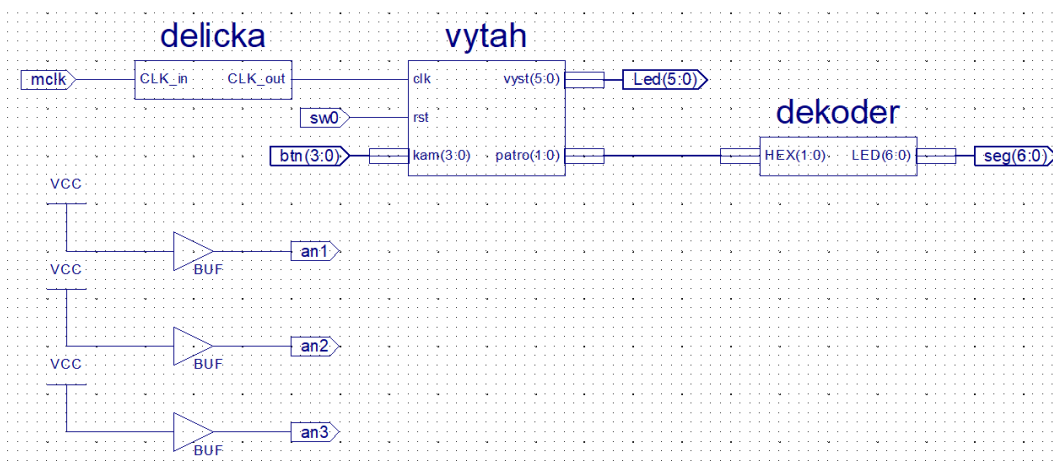 delicka
vytah
mclk
CLK_in
CLK_out
clk
vyst(5:0)
Led(5:0)
sw0
rst
dekoder
btn(3:0)
kam(3:0)
patro(1:0)
HEX(1:0)
LED(6:0)
seg(6:0)
VCC
BUF
an1
VCC
BUF
an2
VCC
BUF
an3